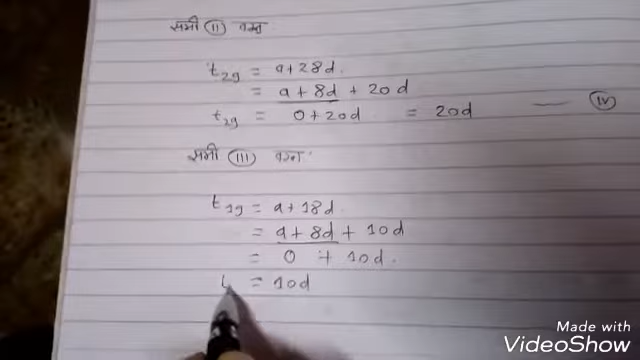 समी II वरुन
t29 = a+28d.
= a + 8d + 20d
t29 = 0+20d = 20d — IV
समी III वरुन
t19 = a+18d.
= a + 8d + 10d
= 0 + 10d.
t = 10d
Made with
VideoShow